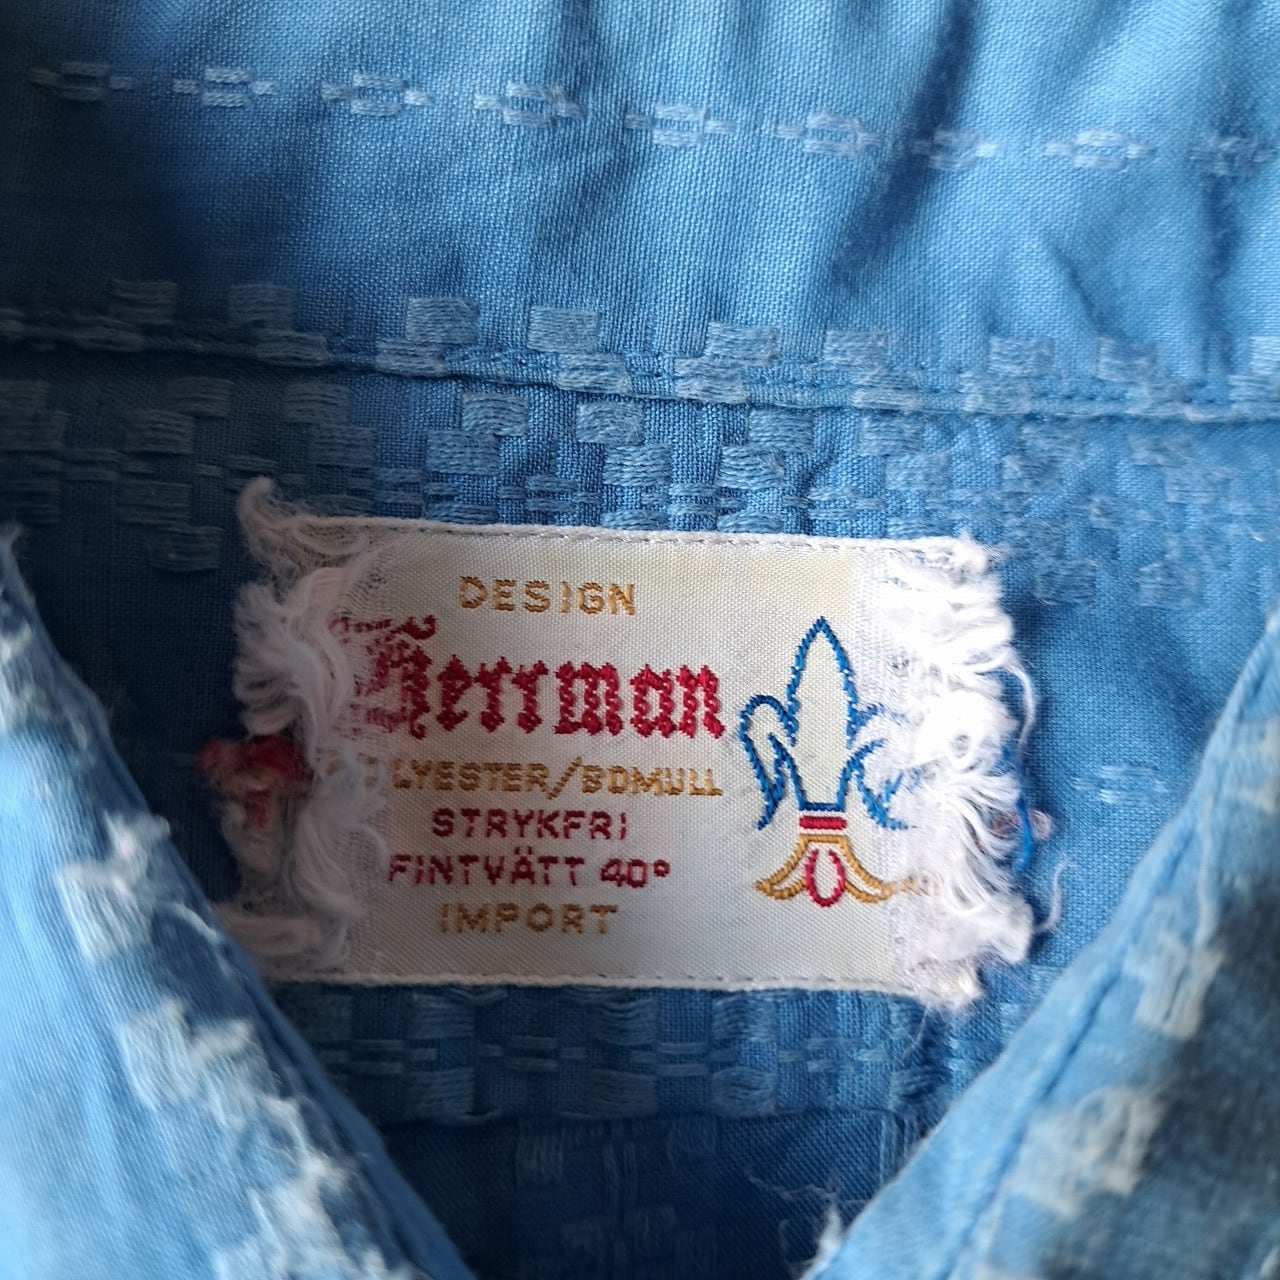 DESIGN
Herrman
LYESTER/BOMULL
STRYKFRI
FINTVÄTT 40°
IMPORT